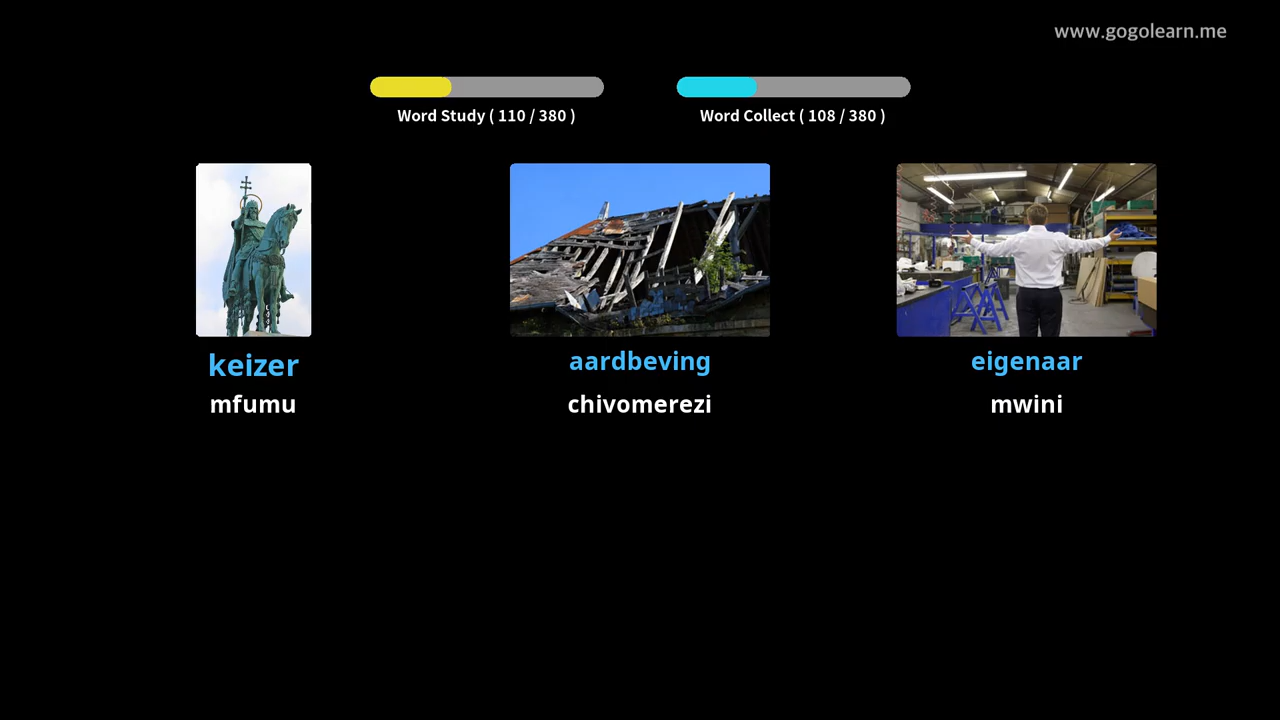 www.gogolearn.me
Word Study ( 110 / 380 )
Word Collect ( 108 / 380 )
keizer
mfumu
aardbeving
chivomerezi
eigenaar
mwini